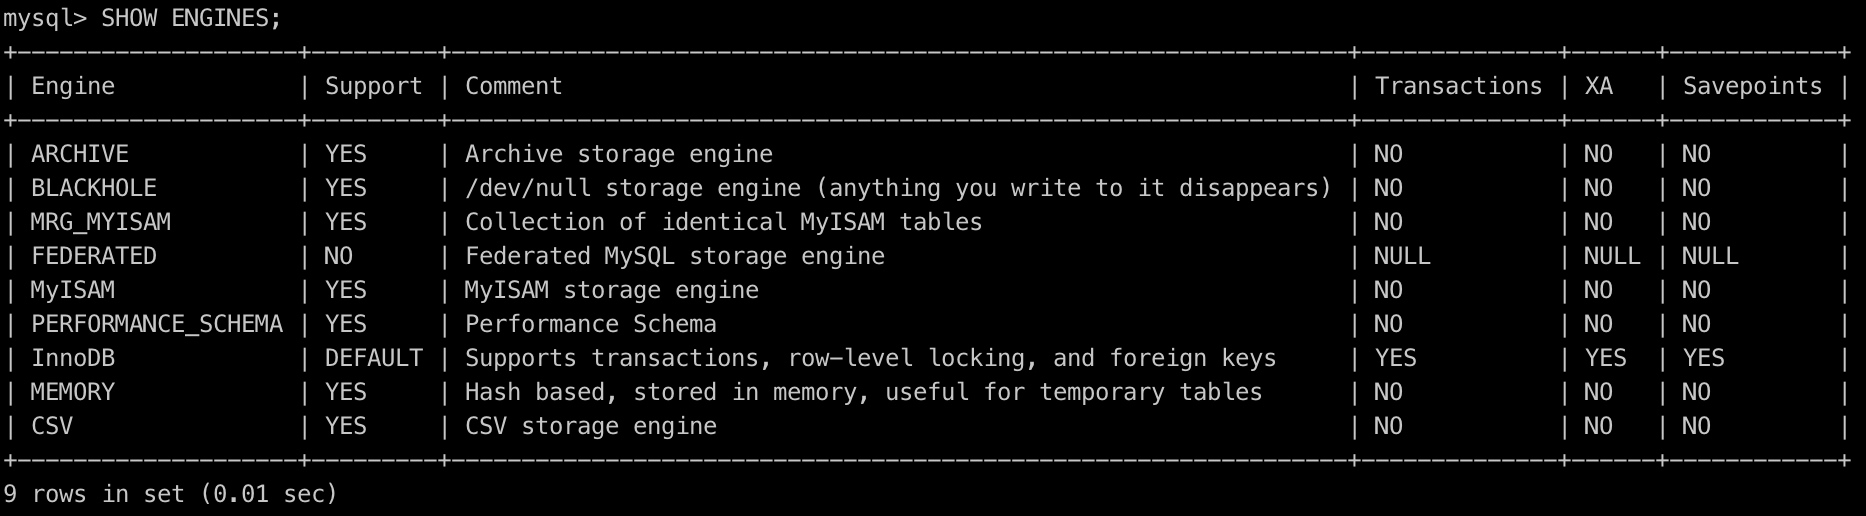 mysql> SHOW ENGINES;
+--------------------+---------+----------------------------------------------------------------+--------------+------+------------+
| Engine             | Support | Comment                                                        | Transactions | XA   | Savepoints |
+--------------------+---------+----------------------------------------------------------------+--------------+------+------------+
| ARCHIVE            | YES     | Archive storage engine                                         | NO           | NO   | NO         |
| BLACKHOLE          | YES     | /dev/null storage engine (anything you write to it disappears) | NO           | NO   | NO         |
| MRG_MYISAM         | YES     | Collection of identical MyISAM tables                          | NO           | NO   | NO         |
| FEDERATED          | NO      | Federated MySQL storage engine                                 | NULL         | NULL | NULL       |
| MyISAM             | YES     | MyISAM storage engine                                          | NO           | NO   | NO         |
| PERFORMANCE_SCHEMA | YES     | Performance Schema                                             | NO           | NO   | NO         |
| InnoDB             | DEFAULT | Supports transactions, row-level locking, and foreign keys     | YES          | YES  | YES        |
| MEMORY             | YES     | Hash based, stored in memory, useful for temporary tables      | NO           | NO   | NO         |
| CSV                | YES     | CSV storage engine                                             | NO           | NO   | NO         |
+--------------------+---------+----------------------------------------------------------------+--------------+------+------------+
9 rows in set (0.01 sec)